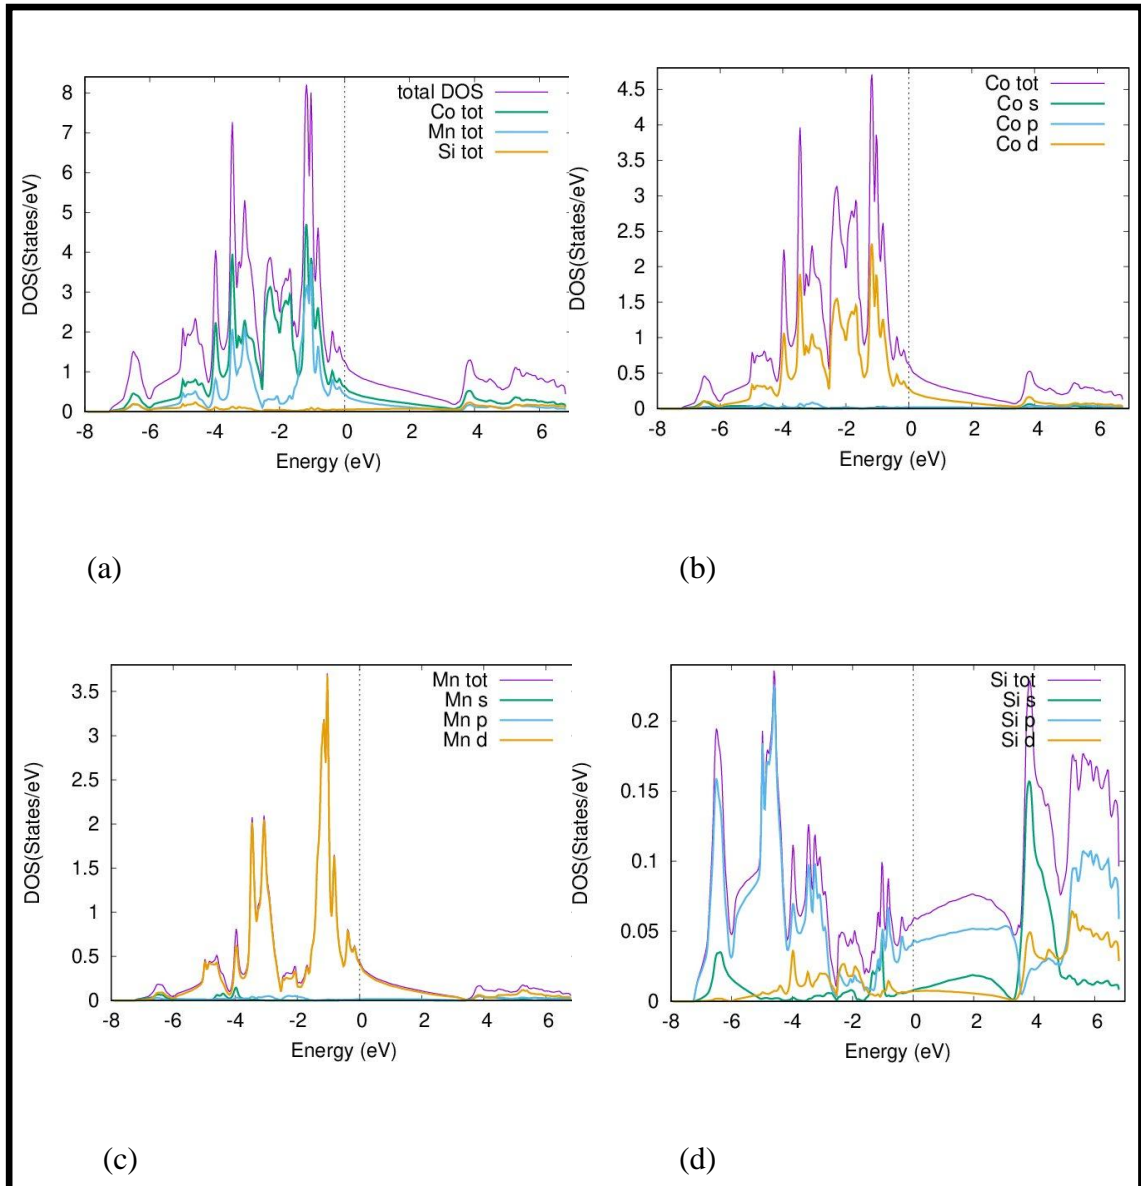 total DOS
Co tot
Mn tot
Si tot
8
7
6
5
4
3
2
1
0
DOS(States/eV)
-8 -6 -4 -2 0 2 4 6
Energy (eV)
(a)
Co tot
Co s
Co p
Co d
4.5
4
3.5
3
2.5
2
1.5
1
0.5
0
DOS(States/eV)
-8 -6 -4 -2 0 2 4 6
Energy (eV)
(b)
Mn tot
Mn s
Mn p
Mn d
3.5
3
2.5
2
1.5
1
0.5
0
DOS(States/eV)
-8 -6 -4 -2 0 2 4 6
Energy (eV)
(c)
Si tot
Si s
Si p
Si d
0.2
0.15
0.1
0.05
0
DOS(States/eV)
-8 -6 -4 -2 0 2 4 6
Energy (eV)
(d)